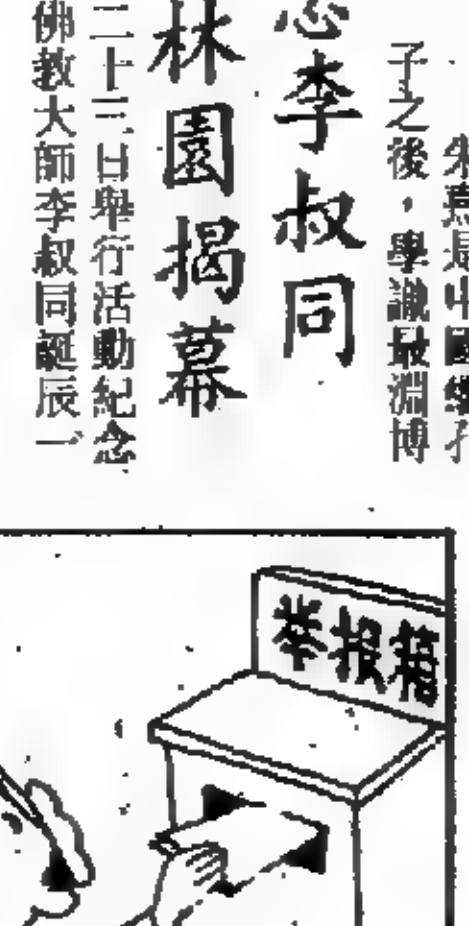 朱熹是中國繼孔
子之後，學識最淵博
念李叔同
林園揭幕
二十三日舉行活動紀念
佛教大師李叔同誕辰一
举报箱